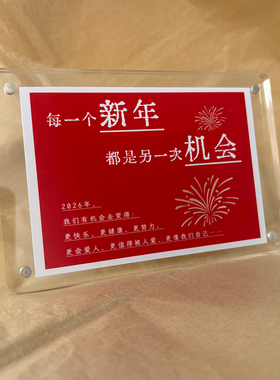 每一个新年
都是另一次机会
2026年，
我们有机会去变得：
更快乐、更健康、更努力、
更会爱人、更值得被人爱、更像我们自己……